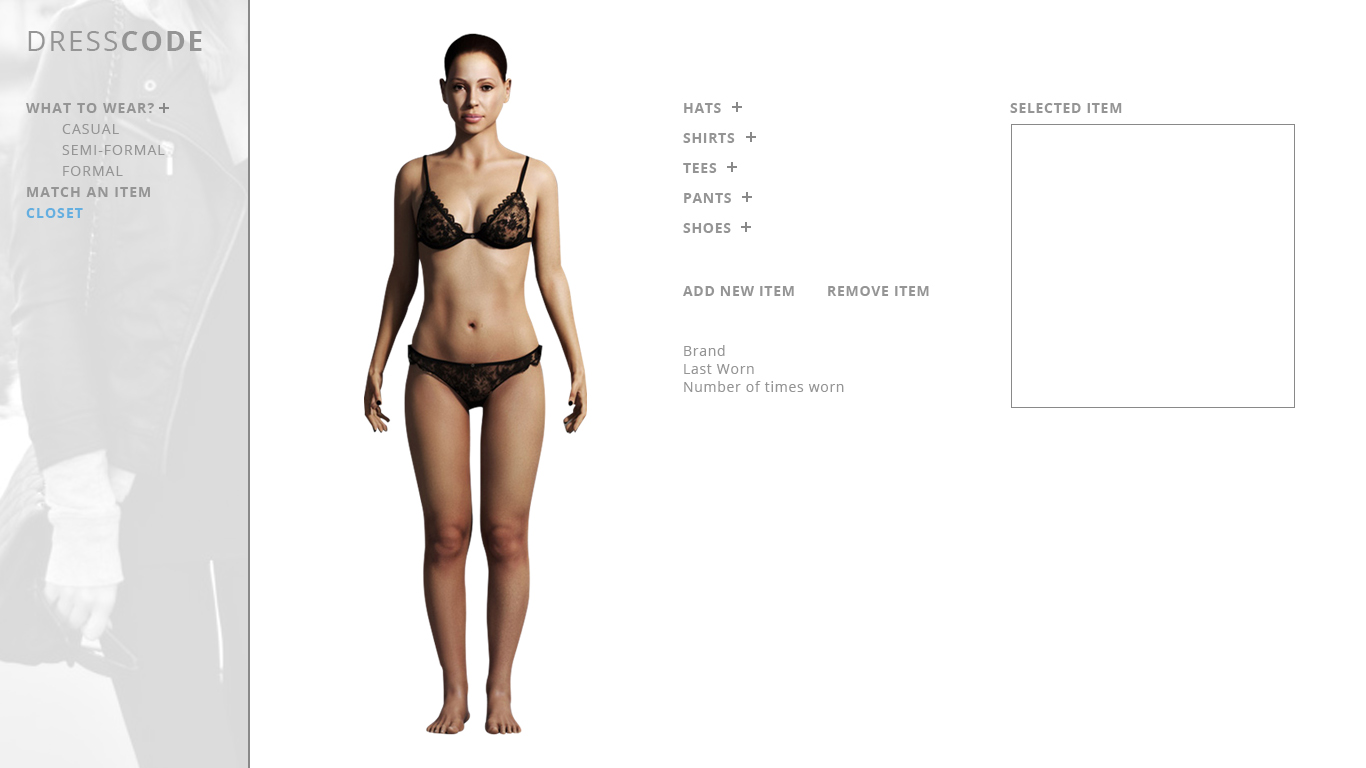 DRESSCODE
WHAT TO WEAR? +
CASUAL
SEMI-FORMAL
FORMAL
MATCH AN ITEM
CLOSET
HATS +
SHIRTS +
TEES +
PANTS +
SHOES +
ADD NEW ITEM
REMOVE ITEM
Brand
Last Worn
Number of times worn
SELECTED ITEM